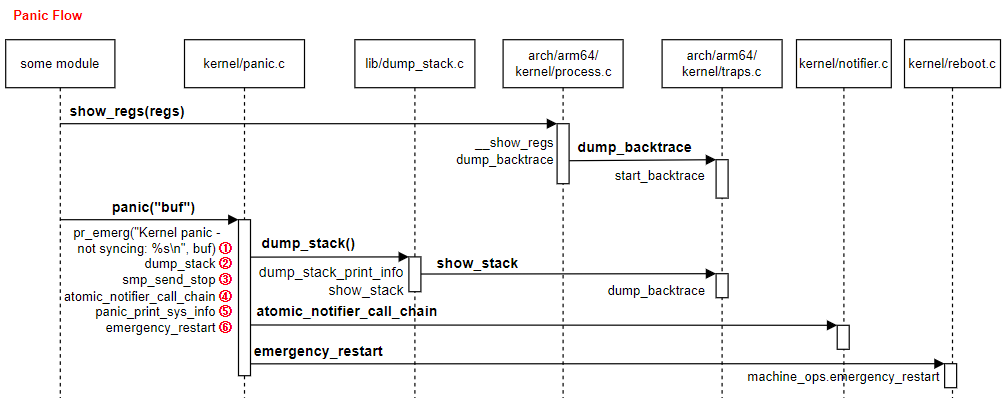 Panic Flow
some module
kernel/panic.c
lib/dump_stack.c
arch/arm64/
kernel/process.c
arch/arm64/
kernel/traps.c
kernel/notifier.c
kernel/reboot.c
show_regs(regs)
__show_regs
dump_backtrace
dump_backtrace
start_backtrace
panic("buf")
pr_emerg("Kernel panic -
not syncing: %s\n", buf) ①
dump_stack ②
smp_send_stop ③
atomic_notifier_call_chain ④
panic_print_sys_info ⑤
emergency_restart ⑥
dump_stack()
dump_stack_print_info
show_stack
show_stack
dump_backtrace
atomic_notifier_call_chain
emergency_restart
machine_ops.emergency_restart